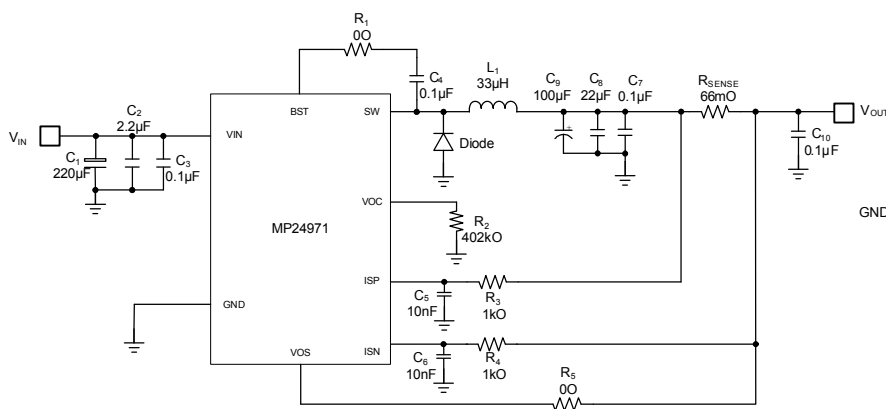 R1
0O
C4
0.1µF
L1
33µH
C9
100µF
C8
22µF
C7
0.1µF
RSENSE
66mO
BST
SW
VIN
C2
2.2µF
VIN
VOUT
Diode
C10
0.1µF
C1
220µF
C3
0.1µF
VOC
R2
402kO
MP24971
GND
ISP
C5
10nF
R3
1kO
GND
VOS
ISN
C6
10nF
R4
1kO
R5
0O